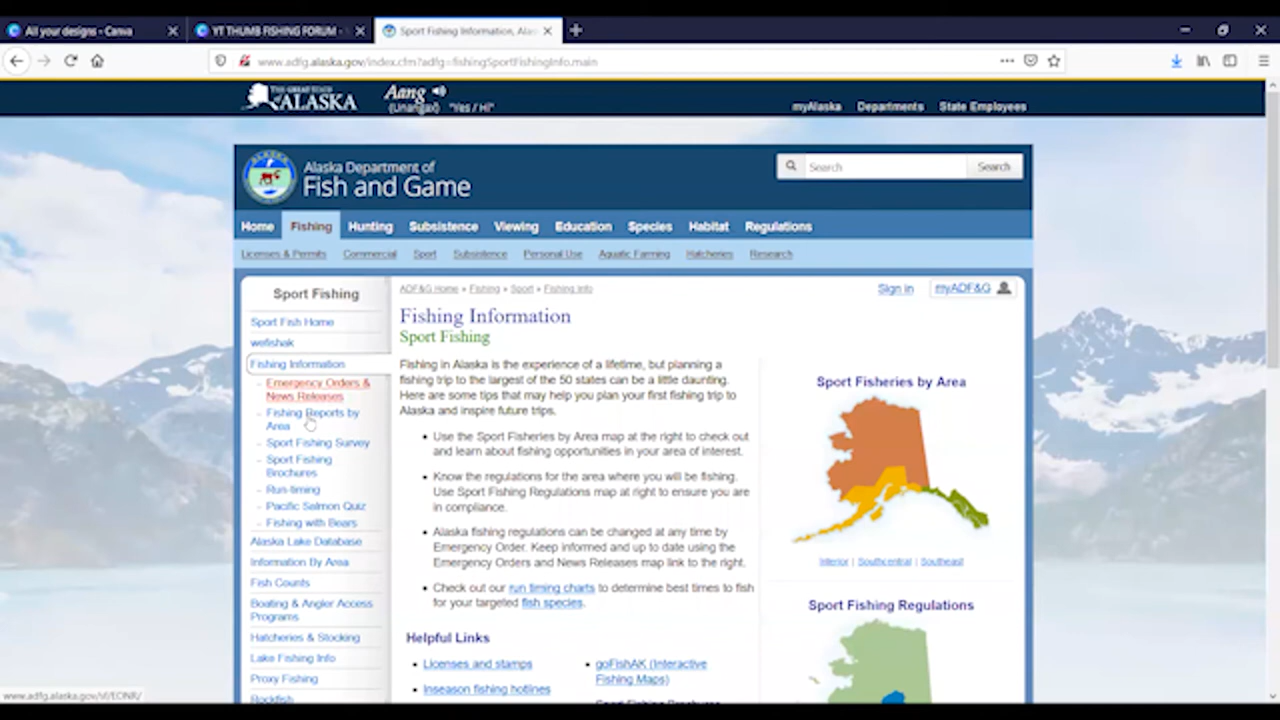 All your designs - Canva
YT THUMB FISHING FORUM -
Sport Fishing Information, Alas
www.adfg.alaska.gov/index.cfm?adfg=fishingSportFishingInfo.main
THE GREAT STATE
of ALASKA
Aang
(Unangax) "Yes / Hi"
myAlaska Departments State Employees
Alaska Department of
Fish and Game
Search
Search
Home Fishing Hunting Subsistence Viewing Education Species Habitat Regulations
Licenses & Permits Commercial Sport Subsistence Personal Use Aquatic Farming Hatcheries Research
Sport Fishing
Sport Fish Home
wefishak
Fishing Information
– Emergency Orders &
News Releases
– Fishing Reports by
Area
– Sport Fishing Survey
– Sport Fishing
Brochures
– Run-timing
– Pacific Salmon Quiz
– Fishing with Bears
Alaska Lake Database
Information By Area
Fish Counts
Boating & Angler Access
Programs
Hatcheries & Stocking
Lake Fishing Info
Proxy Fishing
Rockfish
ADF&G Home » Fishing » Sport » Fishing Info
Sign in
myADF&G
Fishing Information
Sport Fishing
Fishing in Alaska is the experience of a lifetime, but planning a
fishing trip to the largest of the 50 states can be a little daunting.
Here are some tips that may help you plan your first fishing trip to
Alaska and inspire future trips.
• Use the Sport Fisheries by Area map at the right to check out
and learn about fishing opportunities in your area of interest.
• Know the regulations for the area where you will be fishing.
Use Sport Fishing Regulations map at right to ensure you are
in compliance.
• Alaska fishing regulations can be changed at any time by
Emergency Order. Keep informed and up to date using the
Emergency Orders and News Releases map link to the right.
• Check out our run timing charts to determine best times to fish
for your targeted fish species.
Helpful Links
• Licenses and stamps
• Inseason fishing hotlines
• goFishAK (Interactive
Fishing Maps)
Sport Fisheries by Area
Interior | Southcentral | Southeast
Sport Fishing Regulations
www.adfg.alaska.gov/sf/EONR/